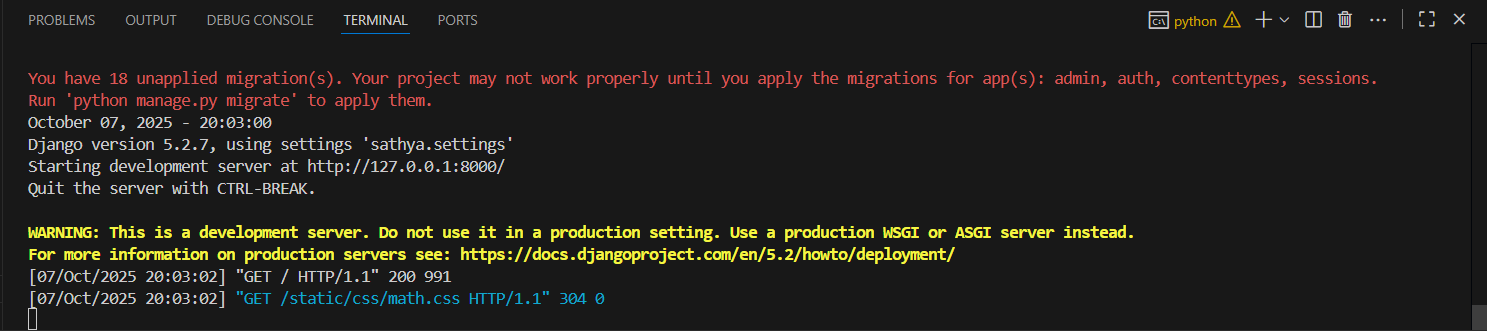 PROBLEMS OUTPUT DEBUG CONSOLE TERMINAL PORTS python
You have 18 unapplied migration(s). Your project may not work properly until you apply the migrations for app(s): admin, auth, contenttypes, sessions.
Run 'python manage.py migrate' to apply them.
October 07, 2025 - 20:03:00
Django version 5.2.7, using settings 'sathya.settings'
Starting development server at http://127.0.0.1:8000/
Quit the server with CTRL-BREAK.
WARNING: This is a development server. Do not use it in a production setting. Use a production WSGI or ASGI server instead.
For more information on production servers see: https://docs.djangoproject.com/en/5.2/howto/deployment/
[07/Oct/2025 20:03:02] "GET / HTTP/1.1" 200 991
[07/Oct/2025 20:03:02] "GET /static/css/math.css HTTP/1.1" 304 0